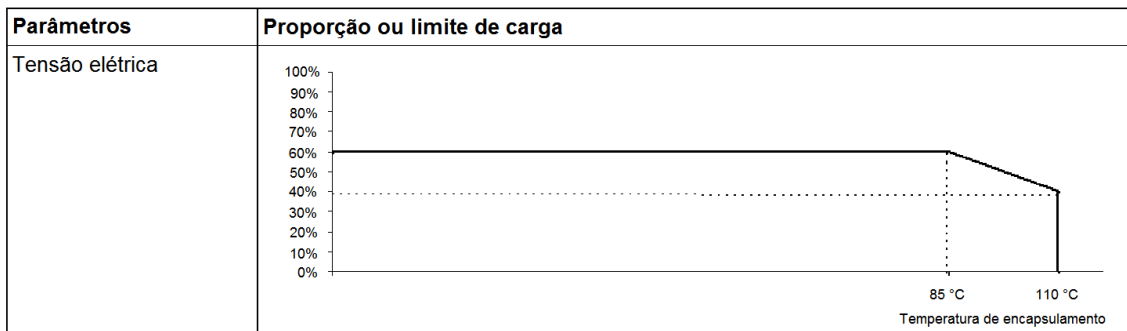 Parâmetros
Proporção ou limite de carga
Tensão elétrica
100%
90%
80%
70%
60%
50%
40%
30%
20%
10%
0%
85 °C
110 °C
Temperatura de encapsulamento